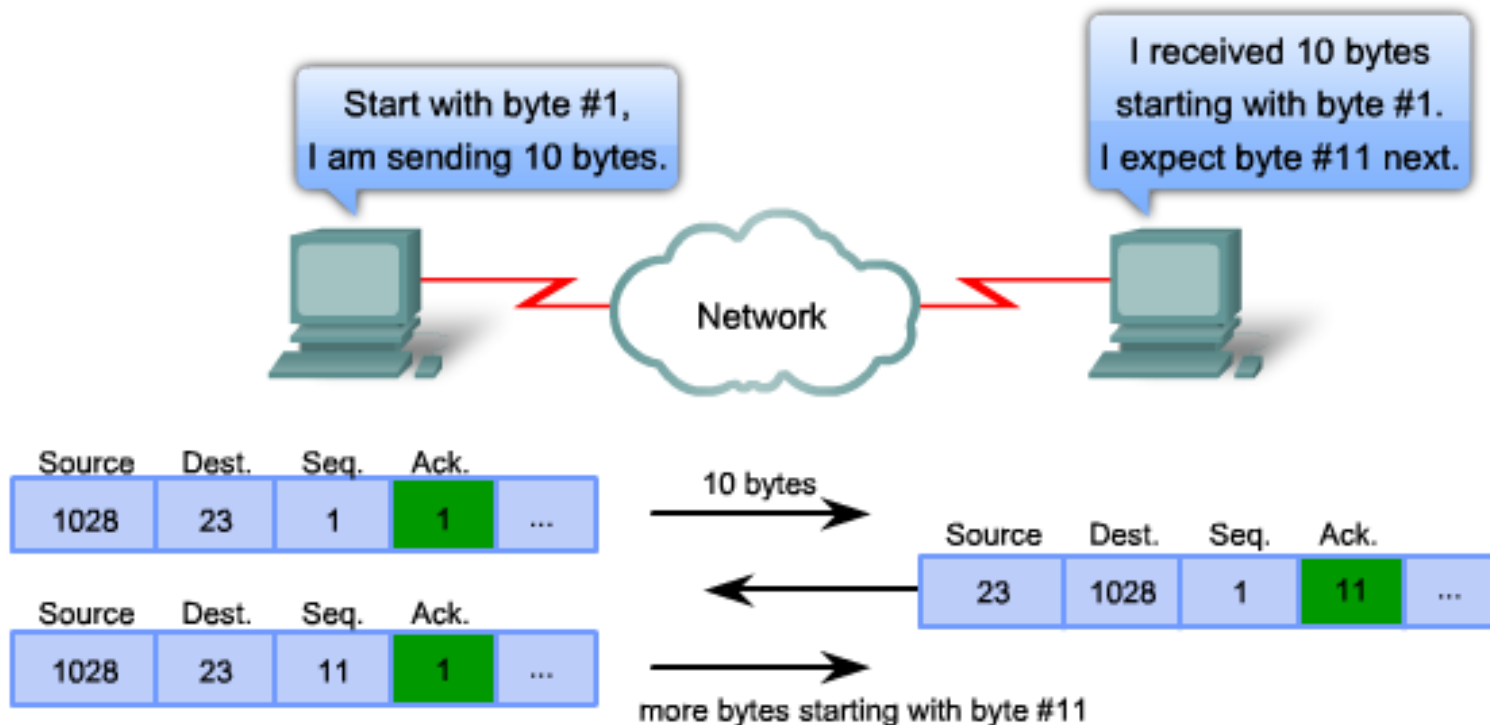 Start with byte #1,
I am sending 10 bytes.
I received 10 bytes
starting with byte #1.
I expect byte #11 next.
Network
Source Dest. Seq. Ack.
1028 23 1 1 ...
10 bytes
Source Dest. Seq. Ack.
23 1028 1 11 ...
Source Dest. Seq. Ack.
1028 23 11 1 ...
more bytes starting with byte #11